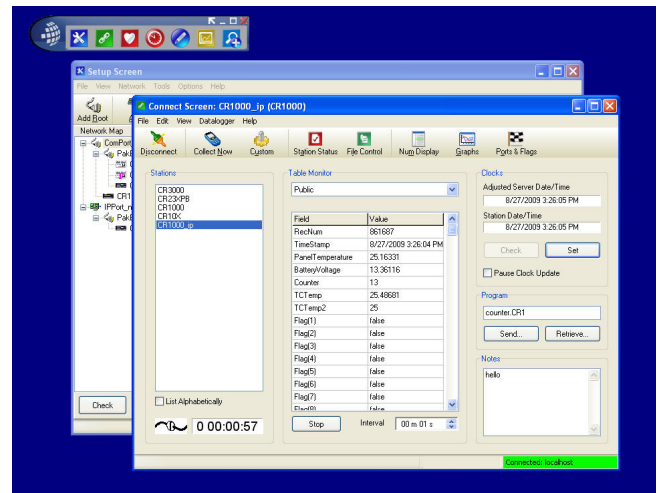 Setup Screen
File View Network Tools Options Help
Add Root
Network Map
ComPort
PakB
PakB
CR1
IPPort_n
PakB
Check
Connect Screen: CR1000_ip (CR1000)
File Edit View Datalogger Help
Disconnect Collect Now Custom Station Status File Control Num Display Graphs Ports & Flags
Stations
CR3000
CR23XPB
CR1000
CR10X
CR1000_ip
List Alphabetically
0 00:00:57
Table Monitor
Public
Field Value
RecNum 861687
TimeStamp 8/27/2009 3:26:04 PM
PanelTemperature 25.16331
BatteryVoltage 13.36116
Counter 13
TCTemp 25.48681
TCTemp2 25
Flag(1) false
Flag(2) false
Flag(3) false
Flag(4) false
Flag(5) false
Flag(6) false
Flag(7) false
Flag(8) false
Stop Interval 00 m 01 s
Clocks
Adjusted Server Date/Time
8/27/2009 3:26:05 PM
Station Date/Time
8/27/2009 3:26:05 PM
Check Set
Pause Clock Update
Program
counter.CR1
Send... Retrieve...
Notes
hello
Connected: localhost